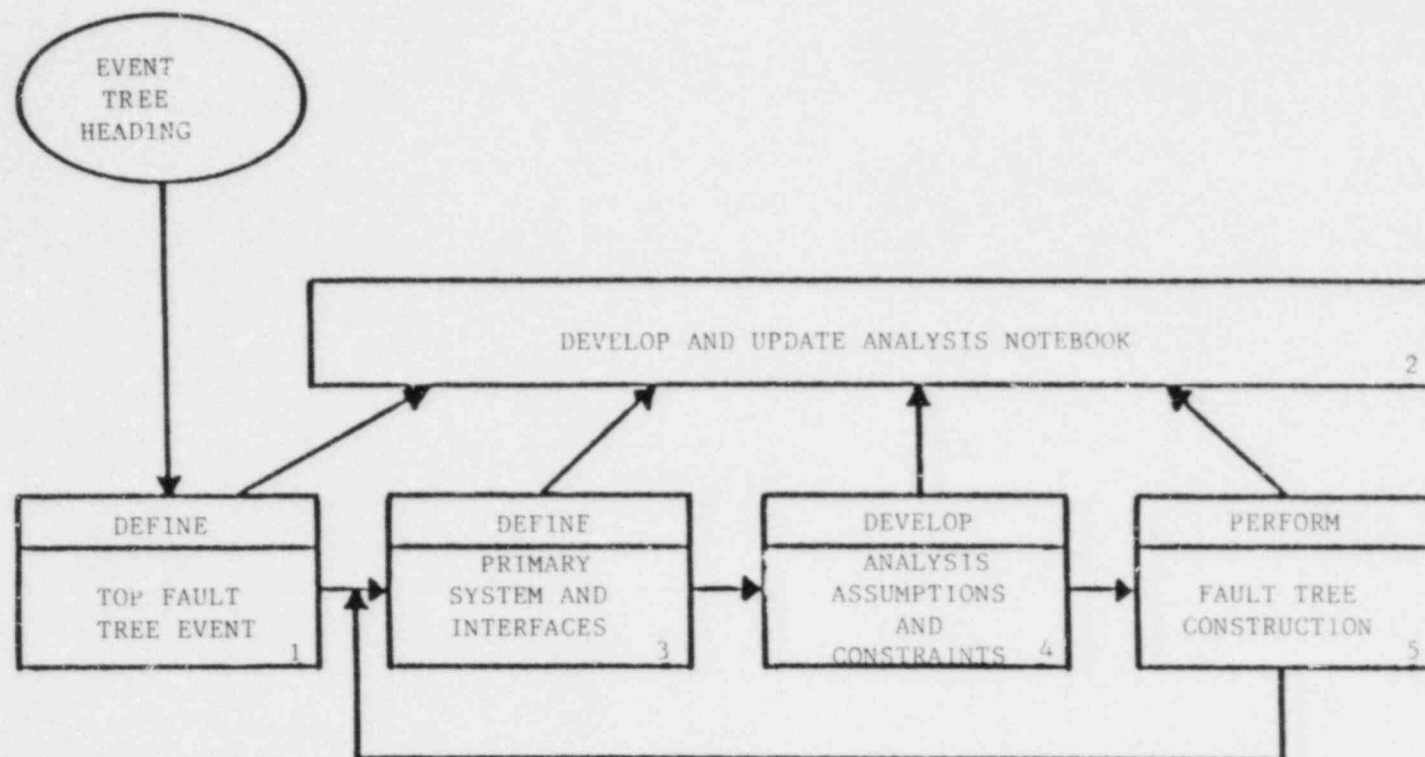 EVENT
TREE
HEADING
DEVELOP AND UPDATE ANALYSIS NOTEBOOK
2
DEFINE
TOP FAULT
TREE EVENT
1
DEFINE
PRIMARY
SYSTEM AND
INTERFACES
3
DEVELOP
ANALYSIS
ASSUMPTIONS
AND
CONSTRAINTS
4
PERFORM
FAULT TREE
CONSTRUCTION
5